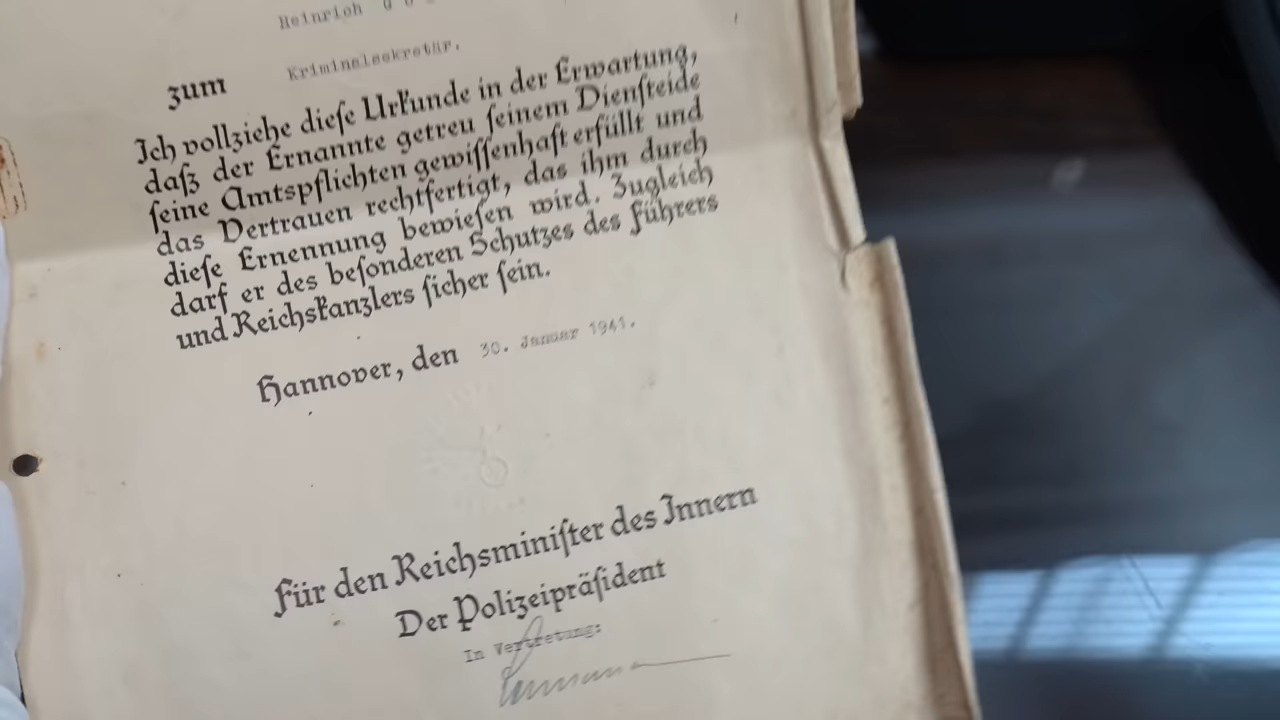 Heinrich
Kriminalsekretär.
zum
Ich vollziehe dieſe Urkunde in der Erwartung,
daß der Ernannte getreu ſeinem Dienſteide
ſeine Amtspflichten gewiſſenhaft erfüllt und
das Vertrauen rechtfertigt, das ihm durch
dieſe Ernennung bewieſen wird. Zugleich
darf er des beſonderen Schutzes des Führers
und Reichskanzlers ſicher ſein.
Hannover, den 30. Januar 1941.
Für den Reichsminiſter des Innern
Der Polizeipräſident
In Vertretung: